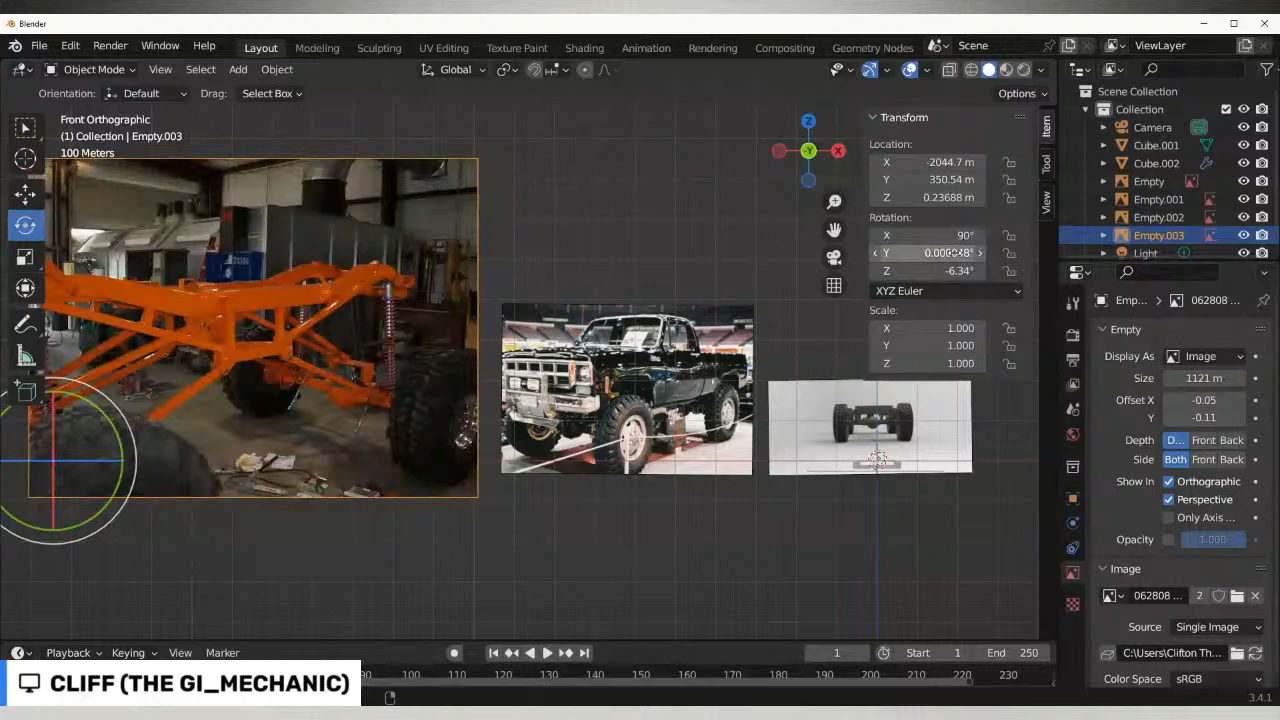 Blender
File Edit Render Window Help
Layout Modeling Sculpting UV Editing Texture Paint Shading Animation Rendering Compositing Geometry Nodes
Scene
ViewLayer
Object Mode View Select Add Object
Global
Orientation: Default Drag: Select Box
Options
Front Orthographic
(1) Collection | Empty.003
100 Meters
Z
X
-Y
Transform
Location:
X -2044.7 m
Y 350.54 m
Z 0.23688 m
Rotation:
X 90°
Z -6.34°
XYZ Euler
Scale:
X 1.000
Y 1.000
Z 1.000
Item
Tool
View
Scene Collection
Collection
Camera
Cube.001
Cube.002
Empty
Empty.001
Empty.002
Empty.003
Light
Emp... 062808 ...
Empty
Display As Image
Size 1121 m
Offset X -0.05
Y -0.11
Depth D... Front Back
Side Both Front Back
Show In Orthographic
Perspective
Only Axis ...
Opacity 1.000
Image
062808 ... 2
Source Single Image
C:\Users\Clifton Th...
Color Space sRGB
Playback Keying View Marker
1 Start 1 End 250
90 100 110 120 130 140 150 160 170 180 190 200 210 220 230
CLIFF (THE GI_MECHANIC)
3.4.1